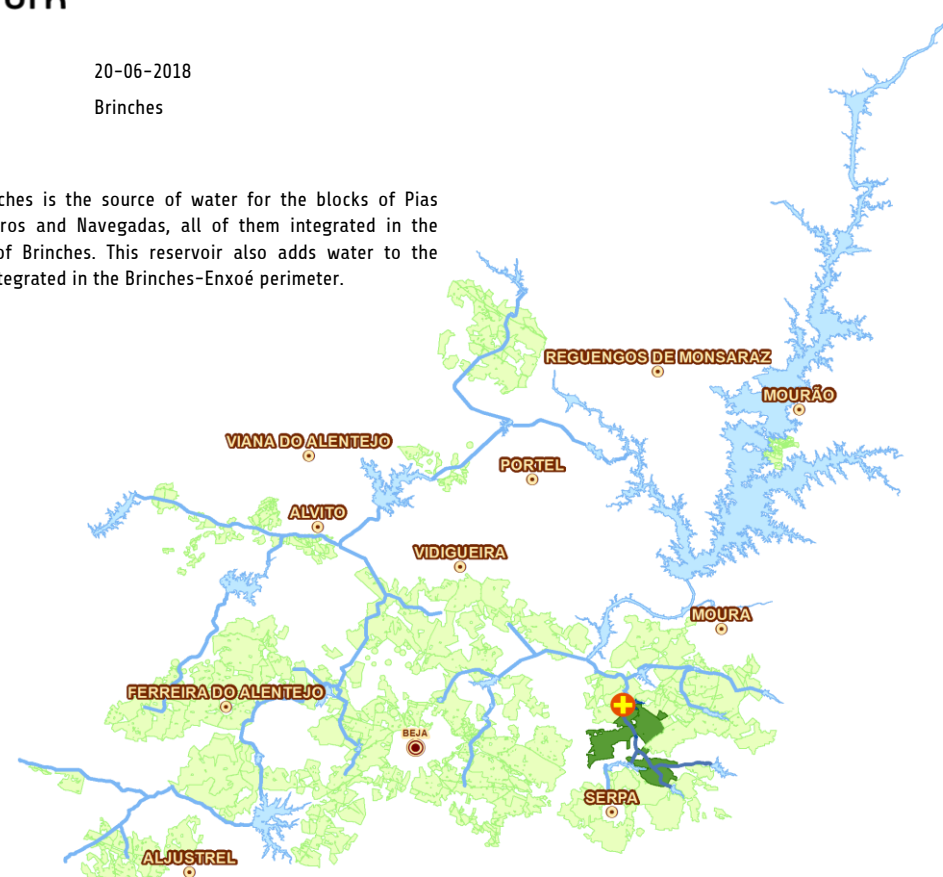 20-06-2018
Brinches
ches is the source of water for the blocks of Pias
ros and Navegadas, all of them integrated in the
of Brinches. This reservoir also adds water to the
tegrated in the Brinches-Enxoé perimeter.
REGUENGOS DE MONSARAZ
MOURÃO
VIANA DO ALENTEJO
PORTEL
ALVITO
VIDIGUEIRA
MOURA
FERREIRA DO ALENTEJO
BEJA
SERPA
ALJUSTREL